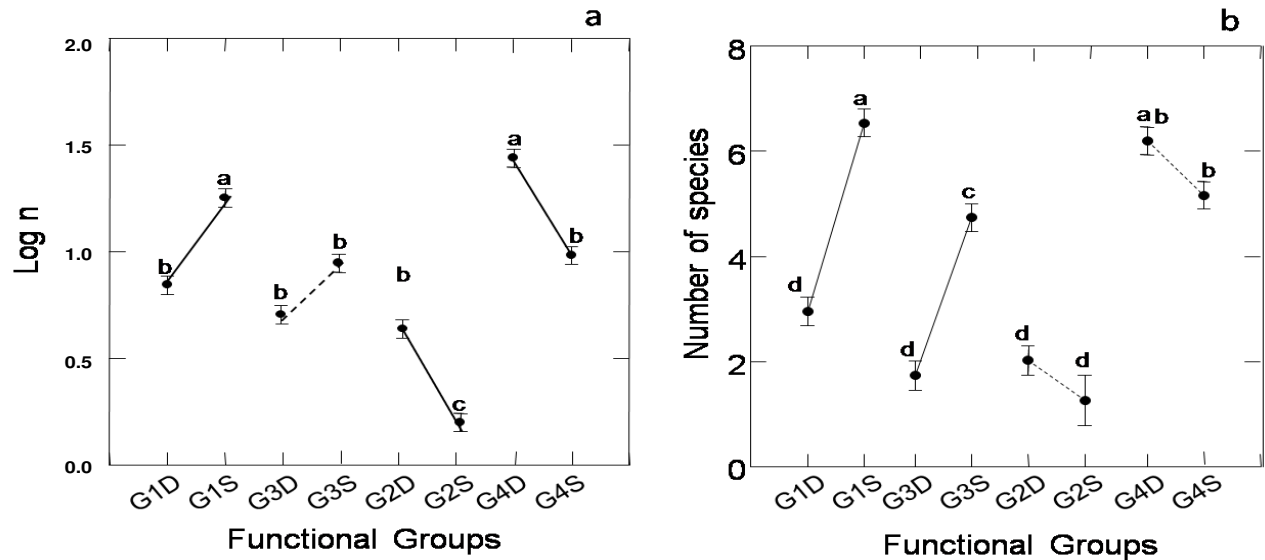 a
2.0
1.5
1.0
0.5
0.0
Log n
b
a
b
b
b
c
a
b
G1D G1S G3D G3S G2D G2S G4D G4S
Functional Groups
b
8
6
4
2
0
Number of species
d
a
d
c
d
d
a b
b
G1D G1S G3D G3S G2D G2S G4D G4S
Functional Groups